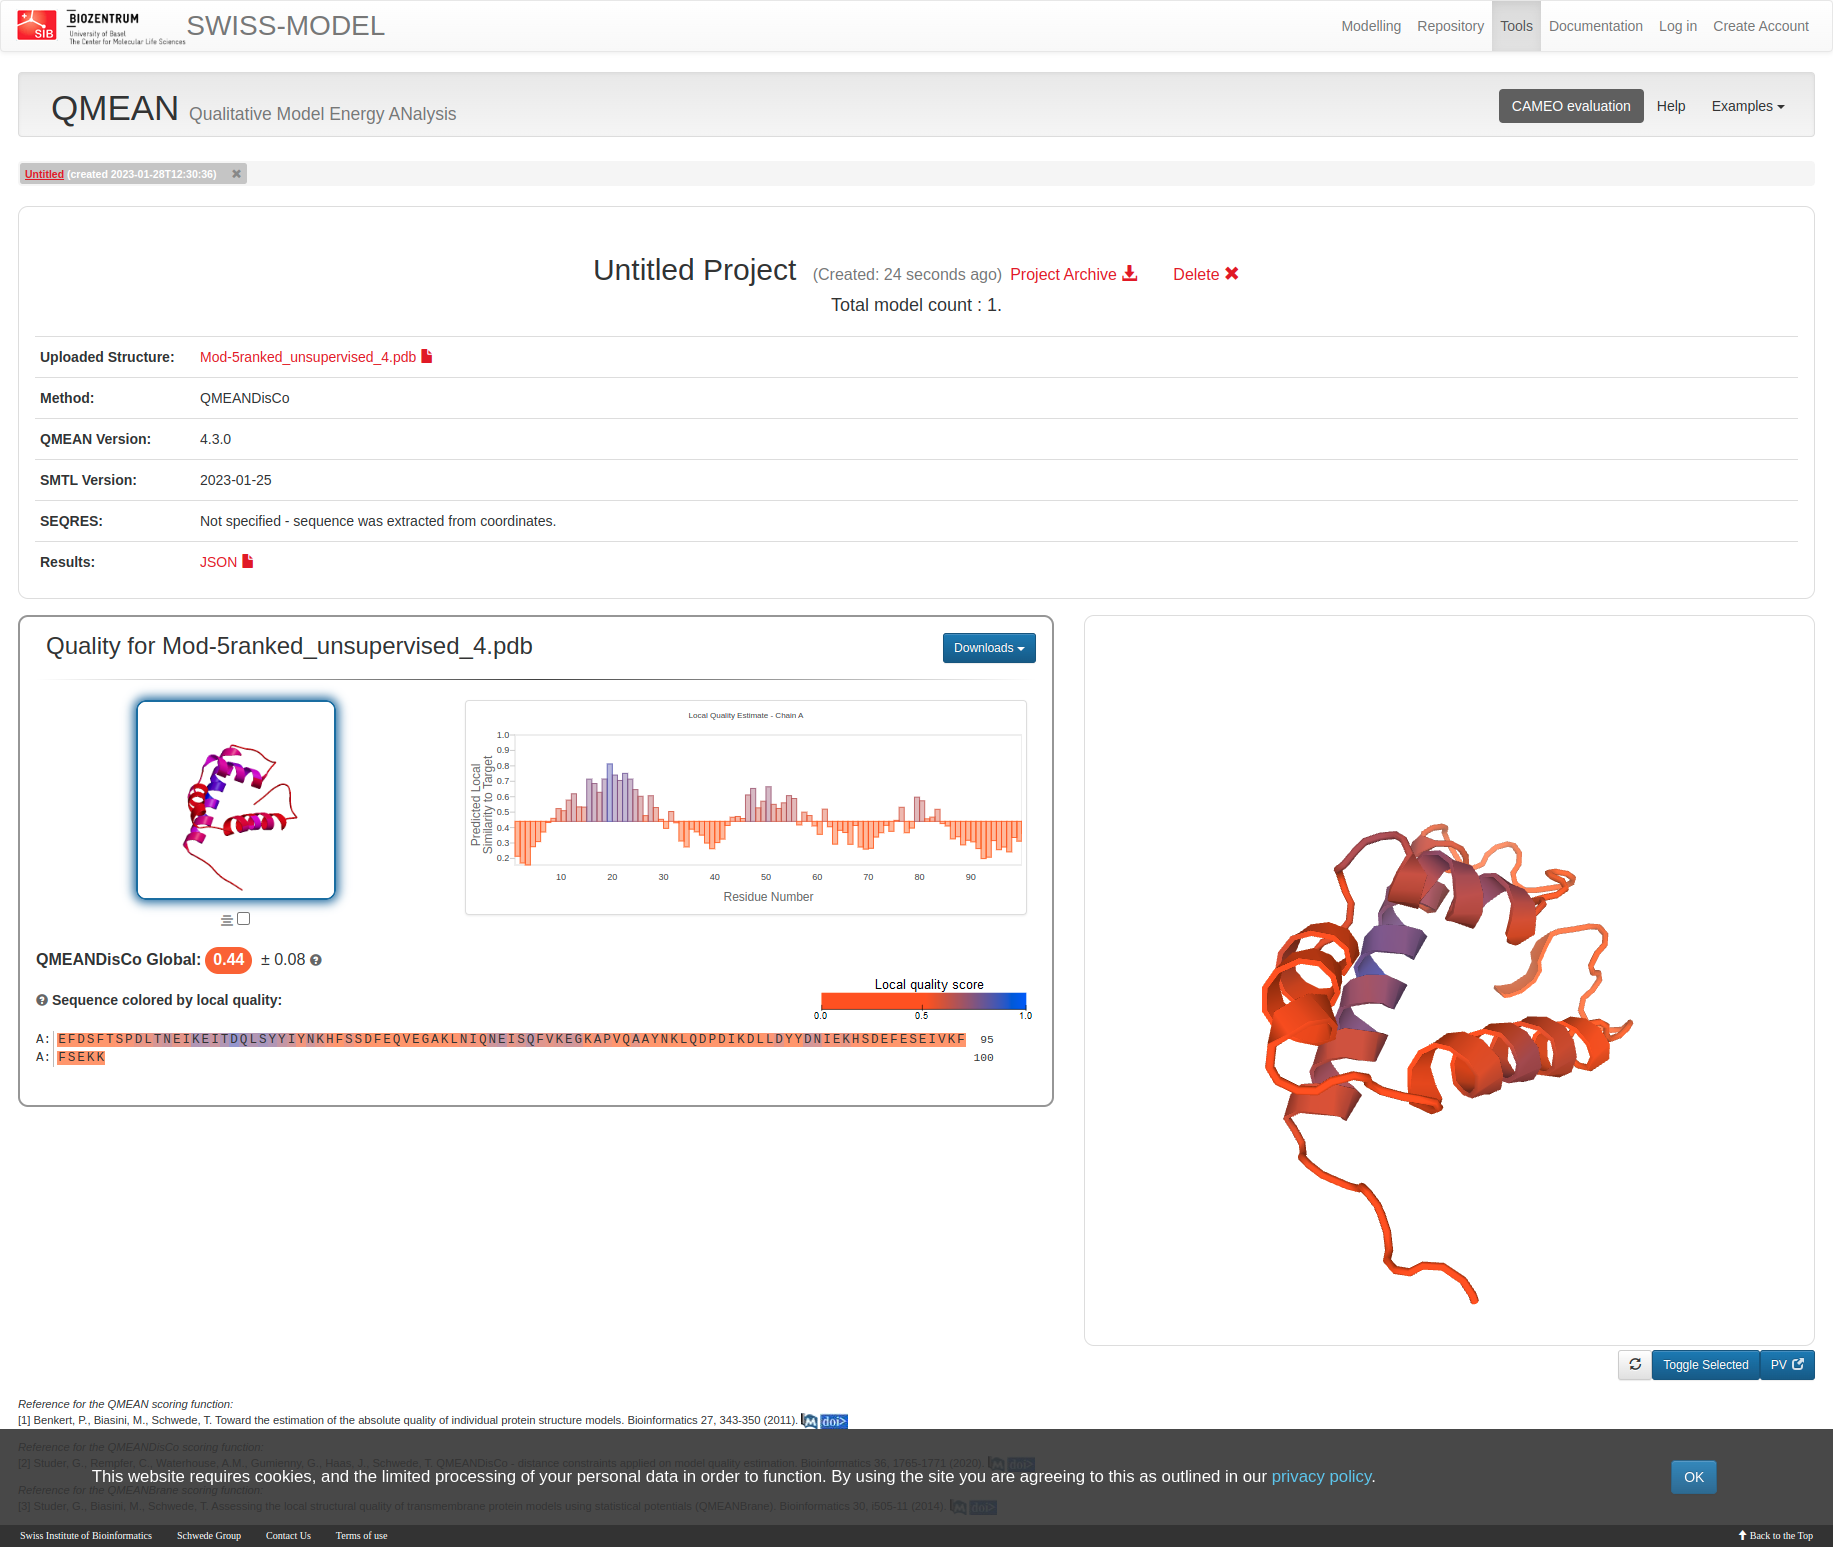 SIB
BIOZENTRUM
University of Basel
The Center for Molecular Life Sciences
SWISS-MODEL
Modelling Repository Tools Documentation Log in Create Account
QMEAN Qualitative Model Energy ANalysis
CAMEO evaluation Help Examples
Untitled (created 2023-01-28T12:30:36)
Untitled Project (Created: 24 seconds ago) Project Archive Delete
Total model count : 1.
Uploaded Structure: Mod-5ranked_unsupervised_4.pdb
Method: QMEANDisCo
QMEAN Version: 4.3.0
SMTL Version: 2023-01-25
SEQRES: Not specified - sequence was extracted from coordinates.
Results: JSON
Quality for Mod-5ranked_unsupervised_4.pdb
Downloads
Local Quality Estimate - Chain A
Predicted Local
Similarity to Target
1.0
0.9
0.8
0.7
0.6
0.5
0.4
0.3
0.2
10 20 30 40 50 60 70 80 90
Residue Number
QMEANDisCo Global: 0.44 ± 0.08
Sequence colored by local quality:
Local quality score
0.0 0.5 1.0
A: EFDSFTSPDLTNEIKEITDQLSYYIYNKHFSSDFEQVEGAKLNIQNEISQFVKEGKAPVQAAYNKLQDPDIKDLLDYYDNIEKHSDEFESEIVKF 95
A: FSEKK 100
Toggle Selected PV
Reference for the QMEAN scoring function:
[1] Benkert, P., Biasini, M., Schwede, T. Toward the estimation of the absolute quality of individual protein structure models. Bioinformatics 27, 343-350 (2011). M doi>
Reference for the QMEANDisCo scoring function:
[2] Studer, G., Rempfer, C., Waterhouse, A.M., Gumienny, G., Haas, J., Schwede, T. QMEANDisCo - distance constraints applied on model quality estimation. Bioinformatics 36, 1765-1771 (2020). M doi>
This website requires cookies, and the limited processing of your personal data in order to function. By using the site you are agreeing to this as outlined in our privacy policy.
OK
Reference for the QMEANBrane scoring function:
[3] Studer, G., Biasini, M., Schwede, T. Assessing the local structural quality of transmembrane protein models using statistical potentials (QMEANBrane). Bioinformatics 30, i505-11 (2014). M doi>
Swiss Institute of Bioinformatics Schwede Group Contact Us Terms of use Back to the Top